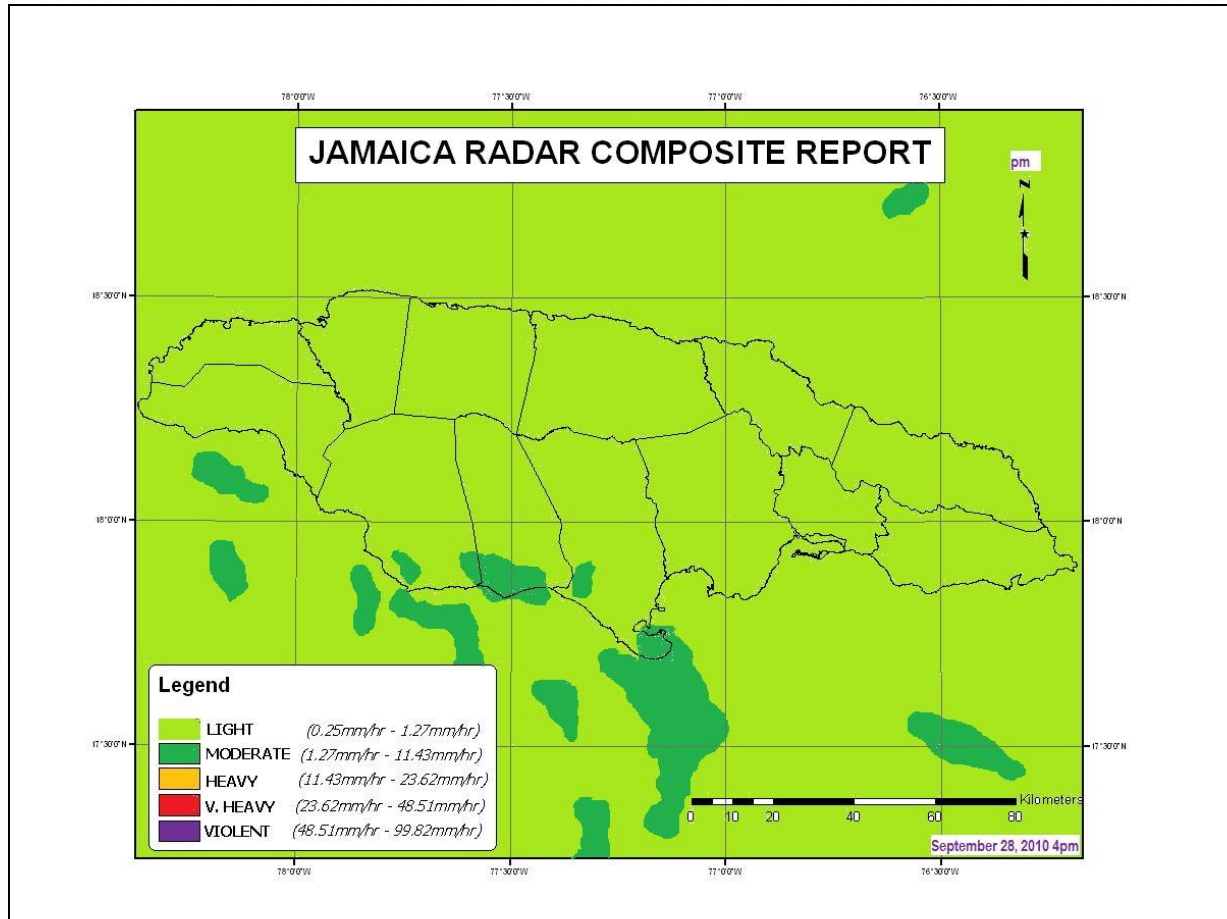 78°0'0"W 77°30'0"W 77°0'0"W 76°30'0"W
JAMAICA RADAR COMPOSITE REPORT
pm
N
18°30'0"N 18°30'0"N
18°0'0"N 18°0'0"N
Legend
LIGHT (0.25mm/hr - 1.27mm/hr)
MODERATE (1.27mm/hr - 11.43mm/hr)
HEAVY (11.43mm/hr - 23.62mm/hr)
V. HEAVY (23.62mm/hr - 48.51mm/hr)
VIOLENT (48.51mm/hr - 99.82mm/hr)
17°30'0"N 17°30'0"N
Kilometers
0 10 20 40 60 80
September 28, 2010 4pm
78°0'0"W 77°30'0"W 77°0'0"W 76°30'0"W